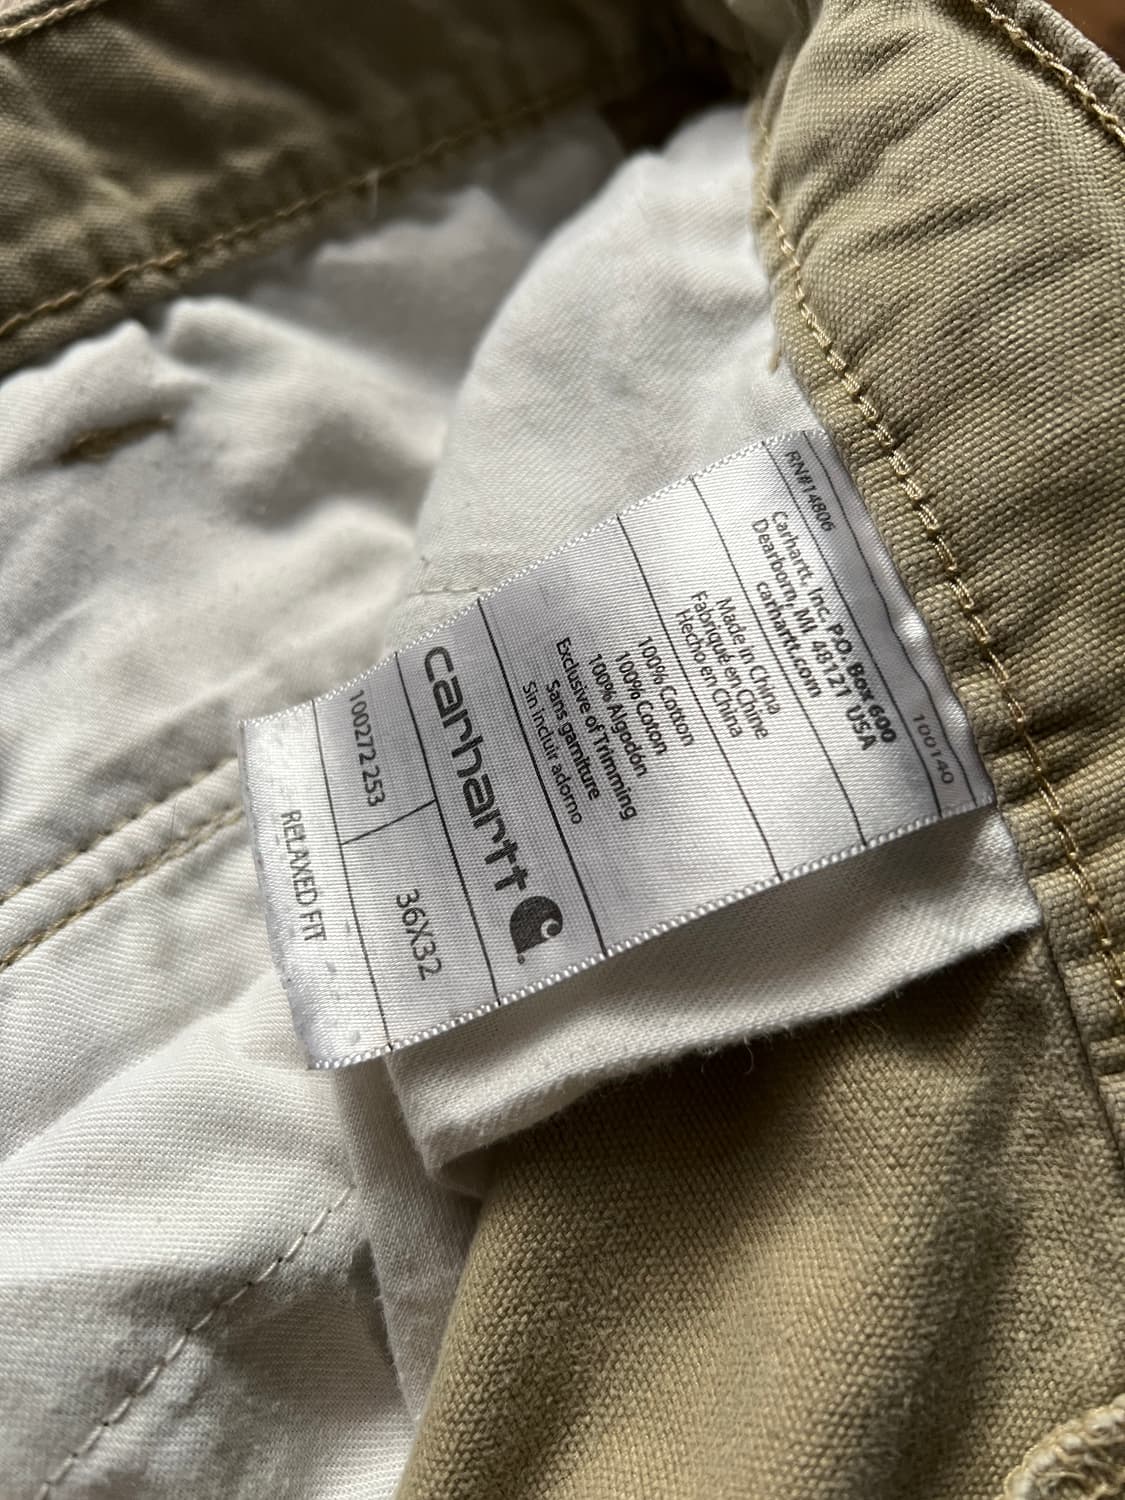 RN#14806 100140
Carhartt, Inc. P.O. Box 600
Dearborn, MI 48121 USA
carhartt.com
Made in China
Fabriqué en Chine
Hecho en China
100% Cotton
100% Coton
100% Algodón
Exclusive of Trimming
Sans garniture
Sin incluir adorno
carhartt
100272 253 36X32
RELAXED FIT